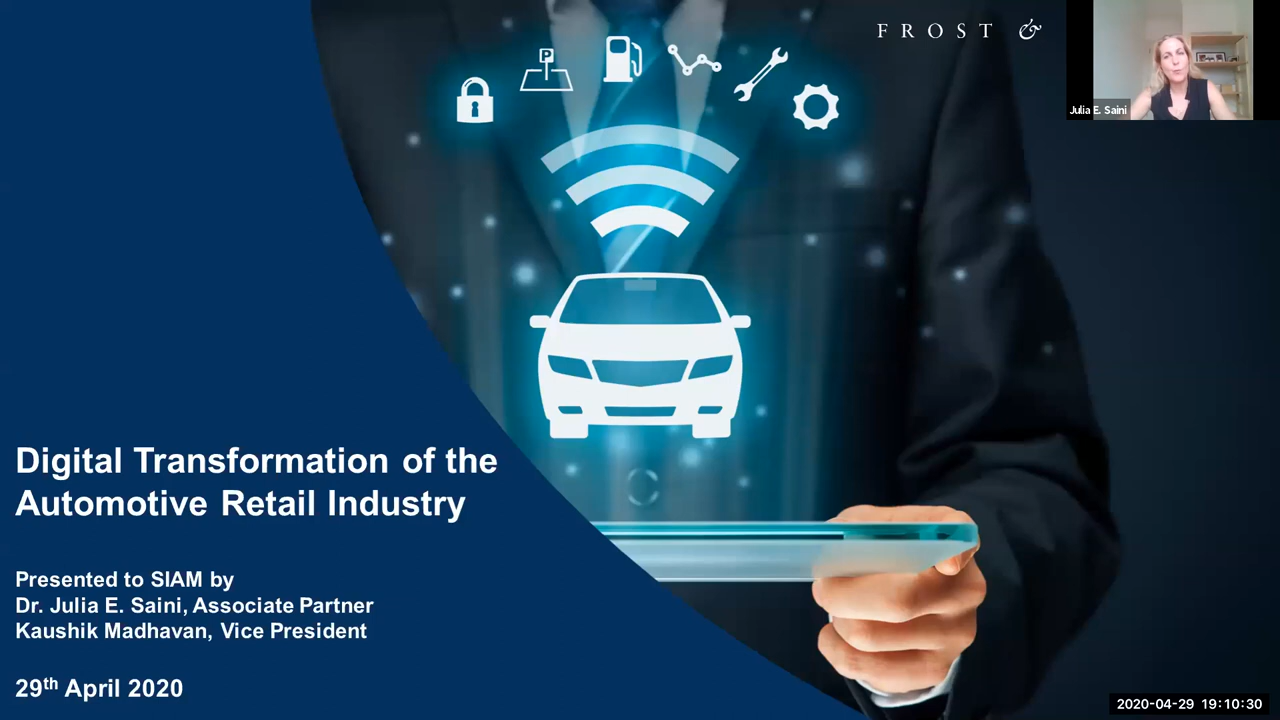 FROST &
Julia E. Saini
P
Digital Transformation of the
Automotive Retail Industry
Presented to SIAM by
Dr. Julia E. Saini, Associate Partner
Kaushik Madhavan, Vice President
29th April 2020
2020-04-29 19:10:30